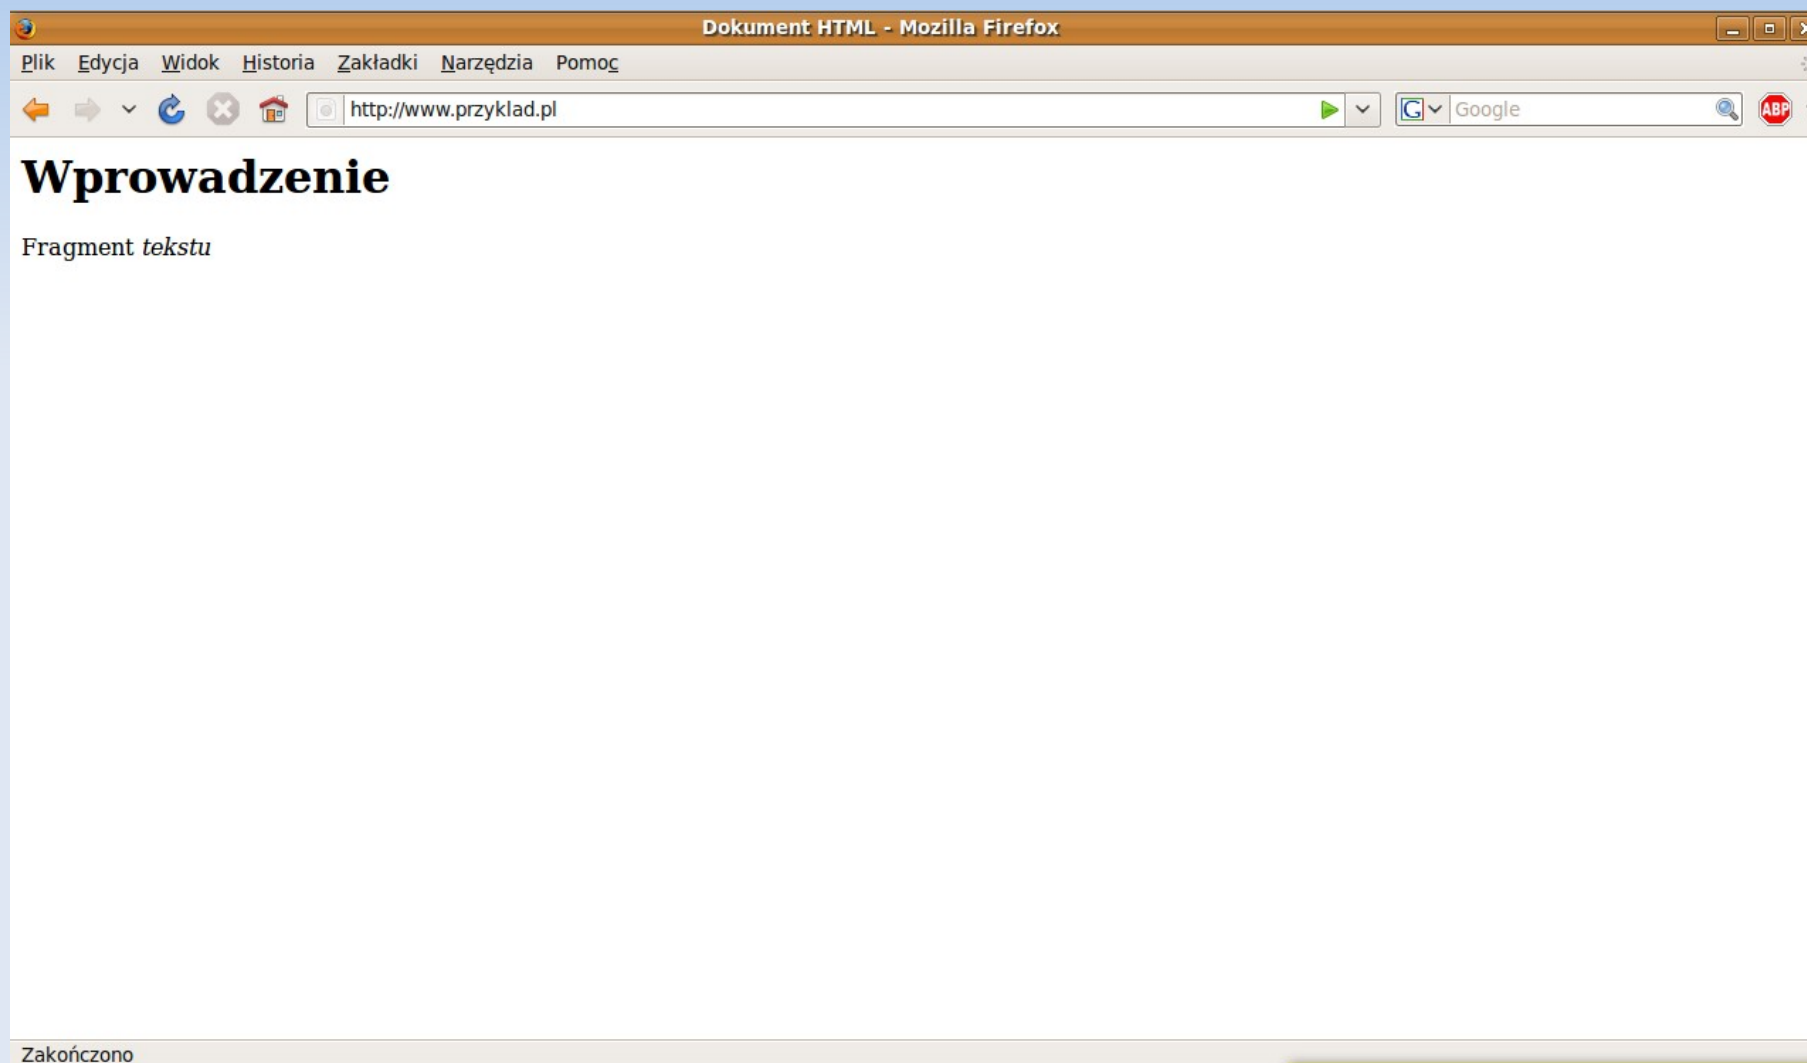 Dokument HTML - Mozilla Firefox
Plik Edycja Widok Historia Zakładki Narzędzia Pomoc
http://www.przyklad.pl G Google ABP
Wprowadzenie
Fragment tekstu
Zakończono